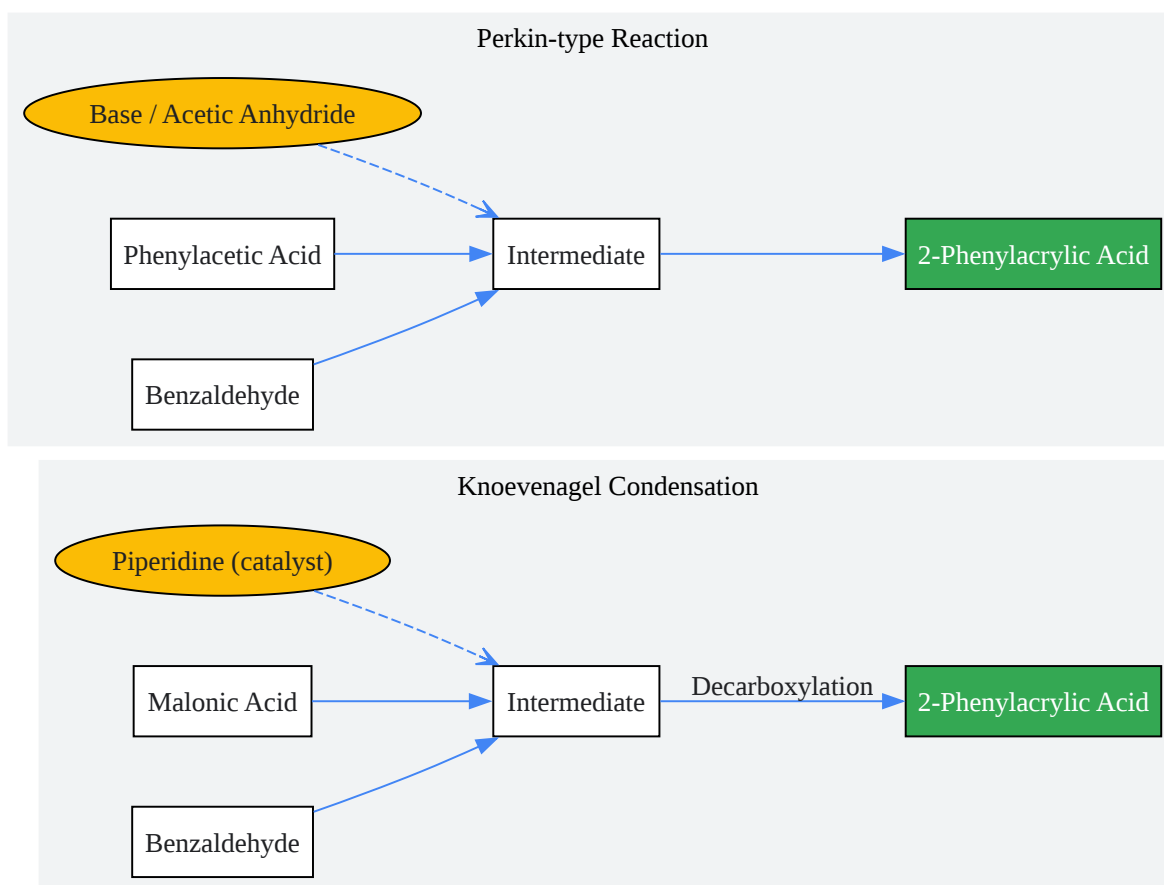 Perkin-type Reaction
Base / Acetic Anhydride
Phenylacetic Acid
Intermediate
2-Phenylacrylic Acid
Benzaldehyde
Knoevenagel Condensation
Piperidine (catalyst)
Malonic Acid
Intermediate
Decarboxylation
2-Phenylacrylic Acid
Benzaldehyde